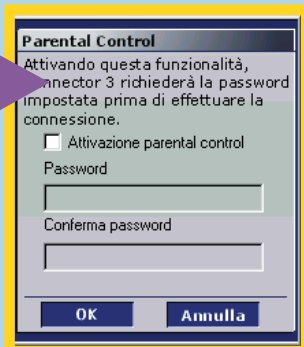 Parental Control
Attivando questa funzionalità,
nnector 3 richiederà la password
impostata prima di effettuare la
connessione.
Attivazione parental control
Password
Conferma password
OK Annulla